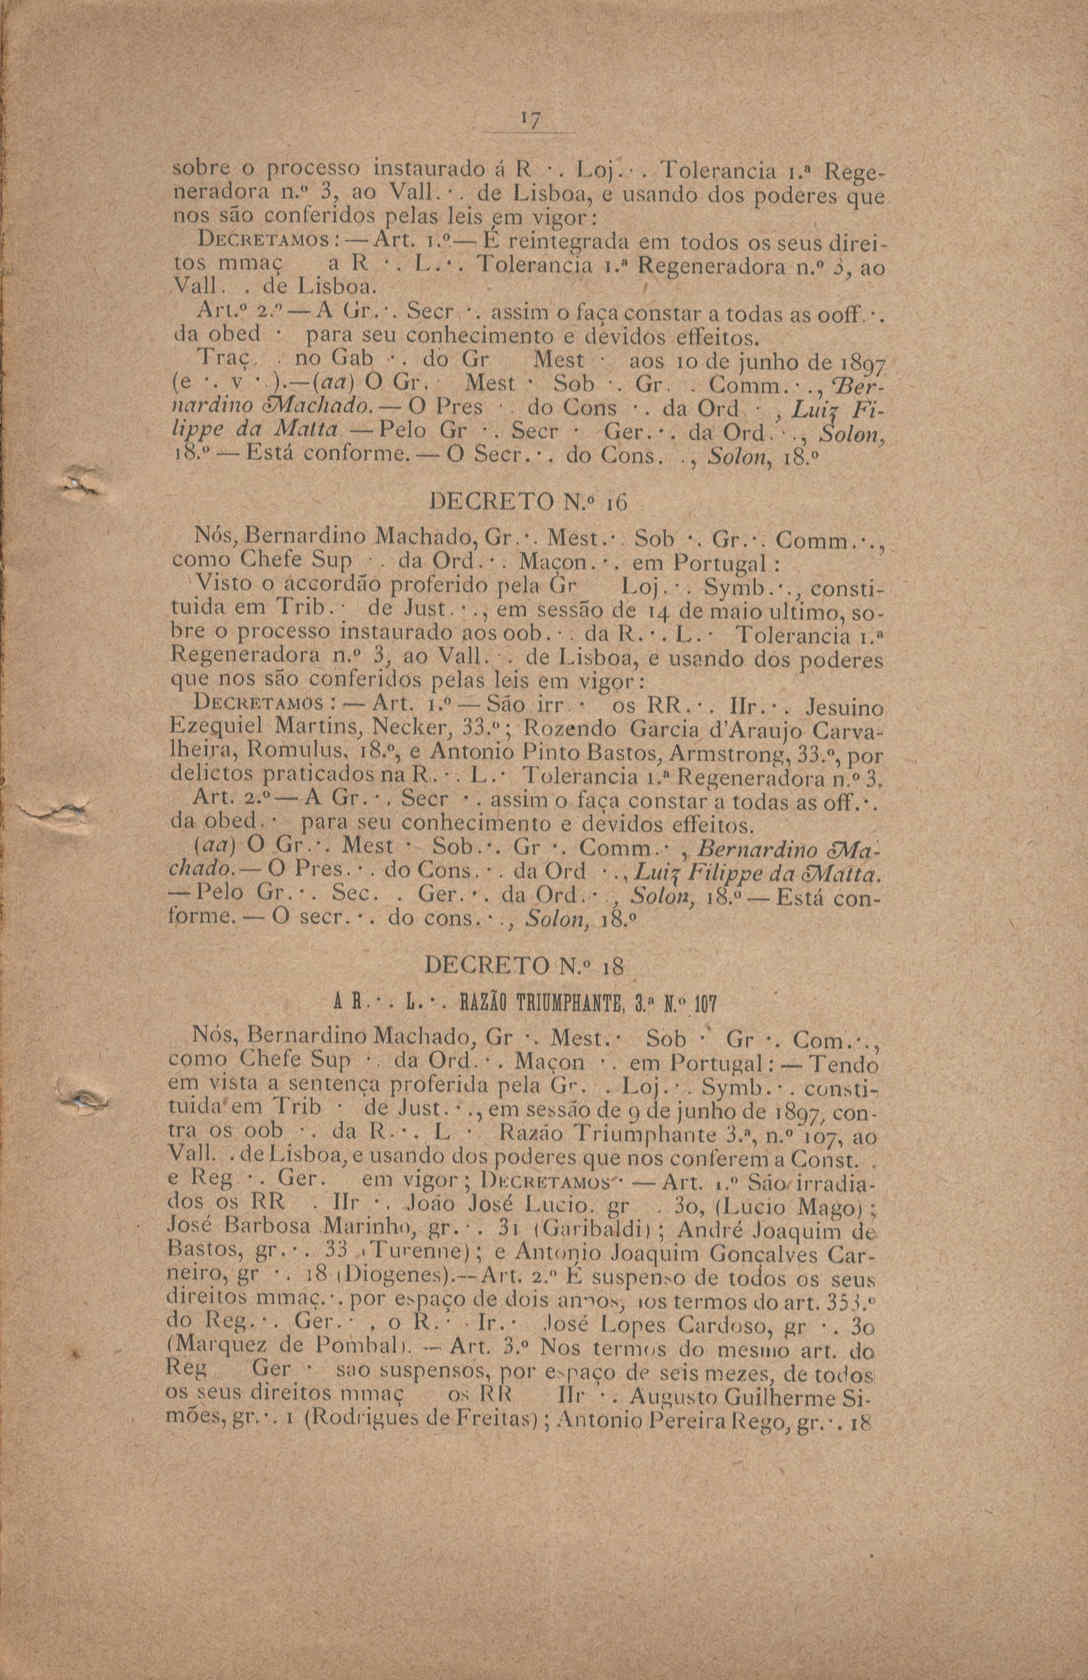 17
sobre o processo instaurado á R ∴ Loj.∴ Tolerancia 1.ª Rege-
neradora n.º 3, ao Vall.∴ de Lisboa, e usando dos poderes que
nos são conferidos pelas leis em vigor:
DECRETAMOS: — Art. 1.º — É reintegrada em todos os seus direi-
tos mmaç a R ∴ L.∴ Tolerancia 1.ª Regeneradora n.º 3, ao
Vall. . de Lisboa.
Art.º 2.º — A Gr.∴ Secr ∴ assim o faça constar a todas as ooff.∴
da obed · para seu conhecimento e devidos effeitos.
Traç. . no Gab ∴ do Gr Mest · aos 10 de junho de 1897
(e ∴ v ∴).—(aa) O Gr. Mest · Sob ∴ Gr. . Comm.∴, Ber-
nardino Machado. — O Pres · do Cons ∴ da Ord · , Luiz Fi-
lippe da Matta — Pelo Gr ∴ Secr · Ger.∴ da Ord.∴, Solon,
18.º — Está conforme. — O Secr.∴ do Cons. ., Solon, 18.º
DECRETO N.º 16
Nós, Bernardino Machado, Gr.∴ Mest.∴ Sob ∴ Gr.∴ Comm.∴,
como Chefe Sup ∴ da Ord.∴ Maçon.∴ em Portugal:
Visto o accordão proferido pela Gr Loj.∴ Symb.∴, consti-
tuida em Trib.∴ de Just.∴, em sessão de 14 de maio ultimo, so-
bre o processo instaurado aos oob.∴ da R.∴ L.· Tolerancia 1.ª
Regeneradora n.º 3, ao Vall.∴ de Lisboa, e usando dos poderes
que nos são conferidos pelas leis em vigor:
DECRETAMOS: — Art. 1.º — São irr · os RR.∴ IIr.∴ Jesuino
Ezequiel Martins, Necker, 33.º; Rozendo Garcia d'Araujo Carva-
lheira, Romulus, 18.º, e Antonio Pinto Bastos, Armstrong, 33.º, por
delictos praticados na R.∴ L.· Tolerancia 1.ª Regeneradora n.º 3.
Art. 2.º — A Gr.∴ Secr ∴ assim o faça constar a todas as off.∴
da obed.· para seu conhecimento e devidos effeitos.
(aa) O Gr.∴ Mest · Sob.∴ Gr ∴ Comm.· , Bernardino Ma-
chado. — O Pres.∴ do Cons.∴ da Ord ∴, Luiz Filippe da Matta.
— Pelo Gr.∴ Sec. . Ger.∴ da Ord.∴, Solon, 18.º — Está con-
forme. — O secr.∴ do cons.∴, Solon, 18.º
DECRETO N.º 18
A R.∴ L.∴ RAZÃO TRIUMPHANTE, 3.ª N.º 107
Nós, Bernardino Machado, Gr ∴ Mest.· Sob · Gr ∴ Com.∴,
como Chefe Sup ∴ da Ord.∴ Maçon ∴ em Portugal: — Tendo
em vista a sentença proferida pela Gr. . Loj.∴ Symb.∴ consti-
tuida em Trib · de Just.∴, em sessão de 9 de junho de 1897, con-
tra os oob ∴ da R.∴ L · Razão Triumphante 3.ª, n.º 107, ao
Vall. . de Lisboa, e usando dos poderes que nos conferem a Const. .
e Reg ∴ Ger. em vigor; DECRETAMOS · — Art. 1.º São irradia-
dos os RR . IIr ∴ João José Lucio. gr . 30, (Lucio Mago);
José Barbosa Marinho, gr.∴ 31 (Garibaldi); André Joaquim de
Bastos, gr.∴ 33 (Turenne); e Antonio Joaquim Gonçalves Car-
neiro, gr ∴ 18 (Diogenes).—Art. 2.º É suspenso de todos os seus
direitos mmaç.∴ por espaço de dois annos, nos termos do art. 353.º
do Reg.∴ Ger.· , o R.∴ Ir.· José Lopes Cardoso, gr ∴ 30
(Marquez de Pombal). — Art. 3.º Nos termos do mesmo art. do
Reg Ger · são suspensos, por espaço de seis mezes, de todos
os seus direitos mmaç os RR IIr ∴ Augusto Guilherme Si-
mões, gr.∴ 1 (Rodrigues de Freitas); Antonio Pereira Rego, gr.∴ 18